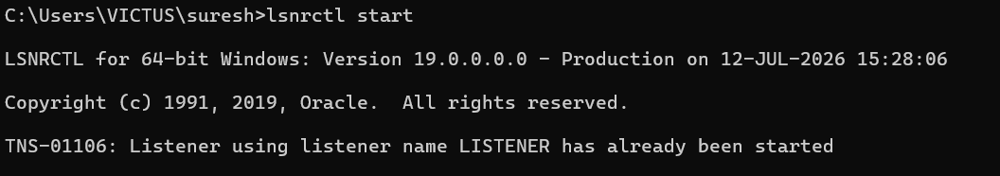 C:\Users\VICTUS\suresh>lsnrctl start
LSNRCTL for 64-bit Windows: Version 19.0.0.0.0 - Production on 12-JUL-2026 15:28:06
Copyright (c) 1991, 2019, Oracle.  All rights reserved.
TNS-01106: Listener using listener name LISTENER has already been started